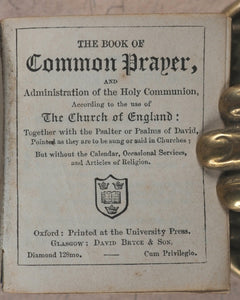 THE BOOK OF
Common Prayer,
AND
Administration of the Holy Communion,
According to the use of
The Church of England:
Together with the Psalter or Psalms of David,
Pointed as they are to be sung or said in Churches;
But without the Calendar, Occasional Services,
and Articles of Religion.
Oxford: Printed at the University Press.
GLASGOW; DAVID BRYCE & SON.
Diamond 128mo.
Cum Privilegio.